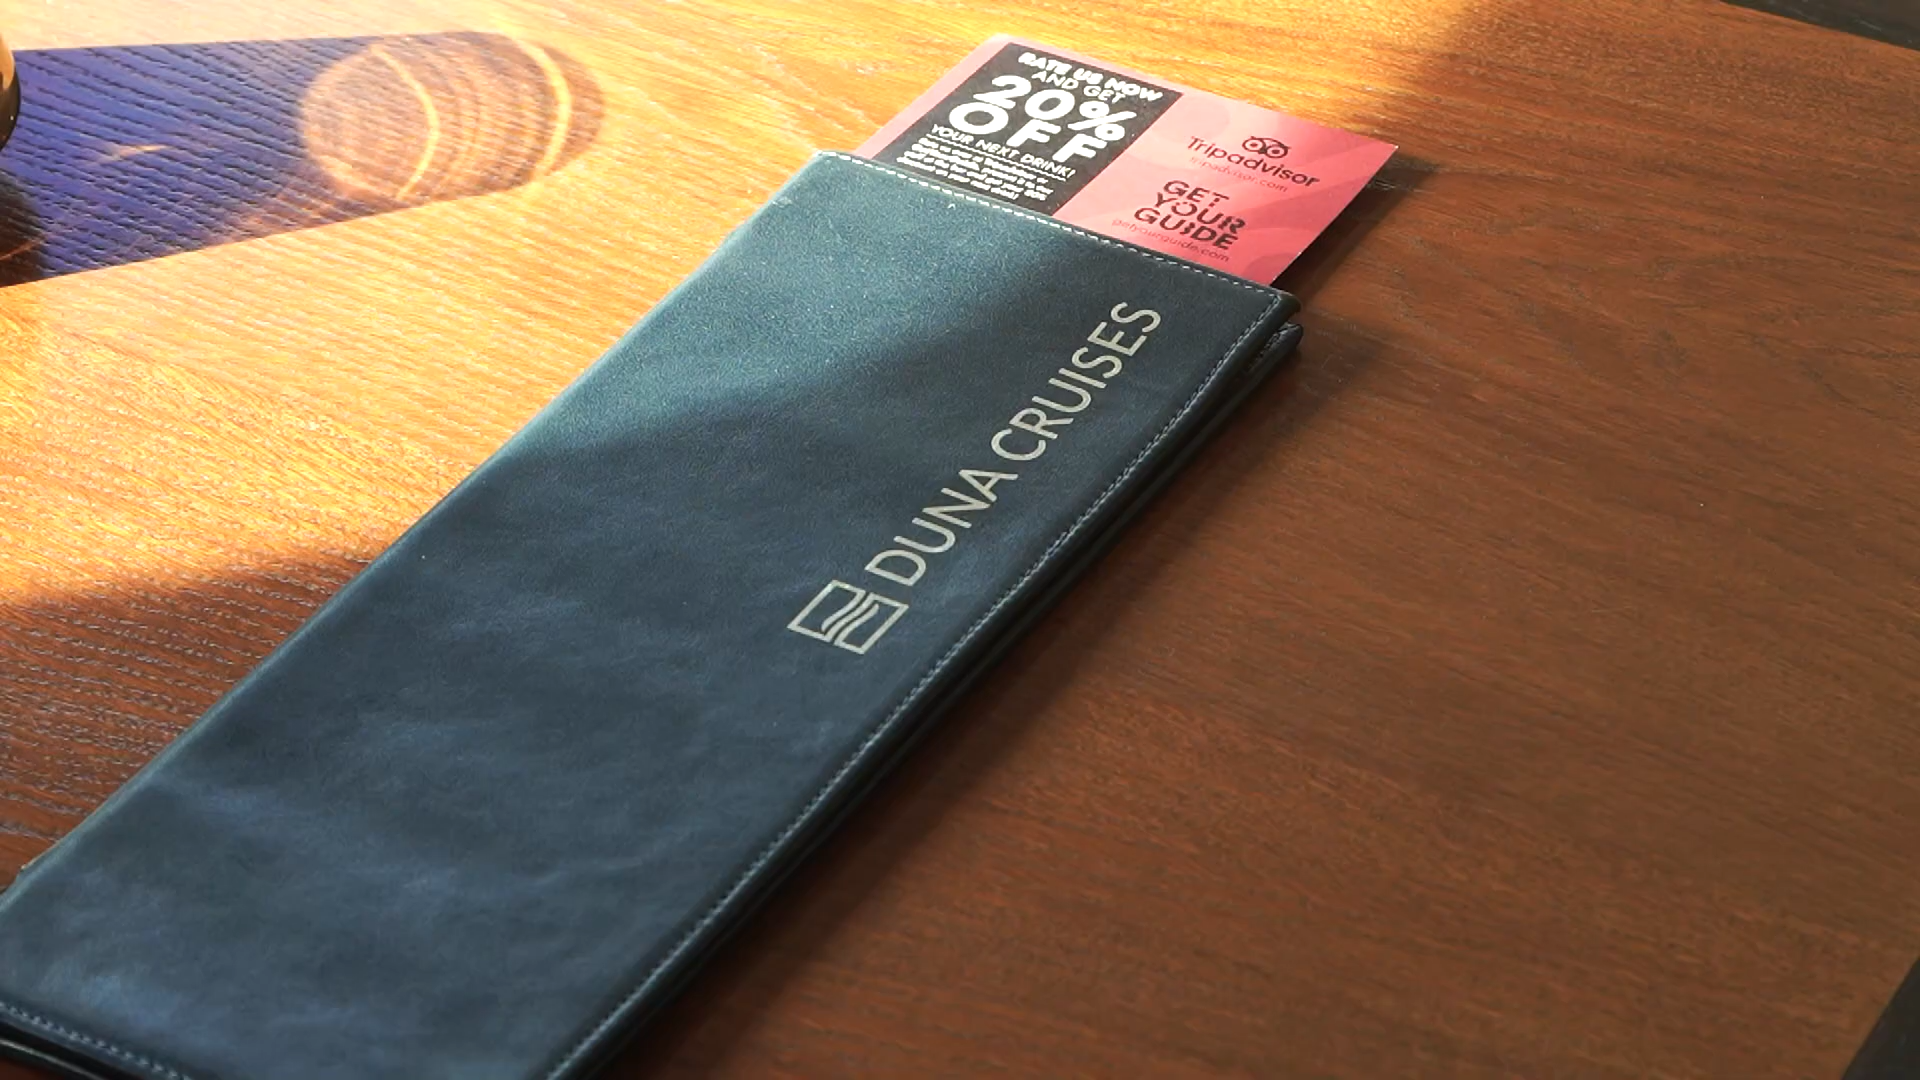 RATE US NOW
AND GET
20%
OFF
YOUR NEXT DRINK!
Tripadvisor
tripadvisor.com
GET
YOUR
GUIDE
getyourguide.com
DUNA CRUISES